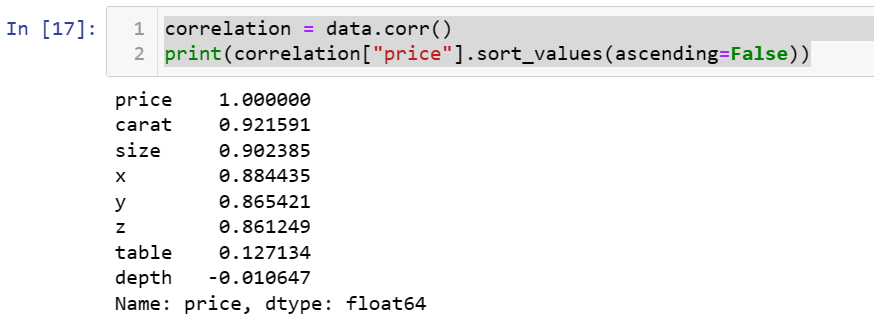 In [17]:
1 correlation = data.corr()
2 print(correlation["price"].sort_values(ascending=False))
price    1.000000
carat    0.921591
size     0.902385
x        0.884435
y        0.865421
z        0.861249
table    0.127134
depth   -0.010647
Name: price, dtype: float64